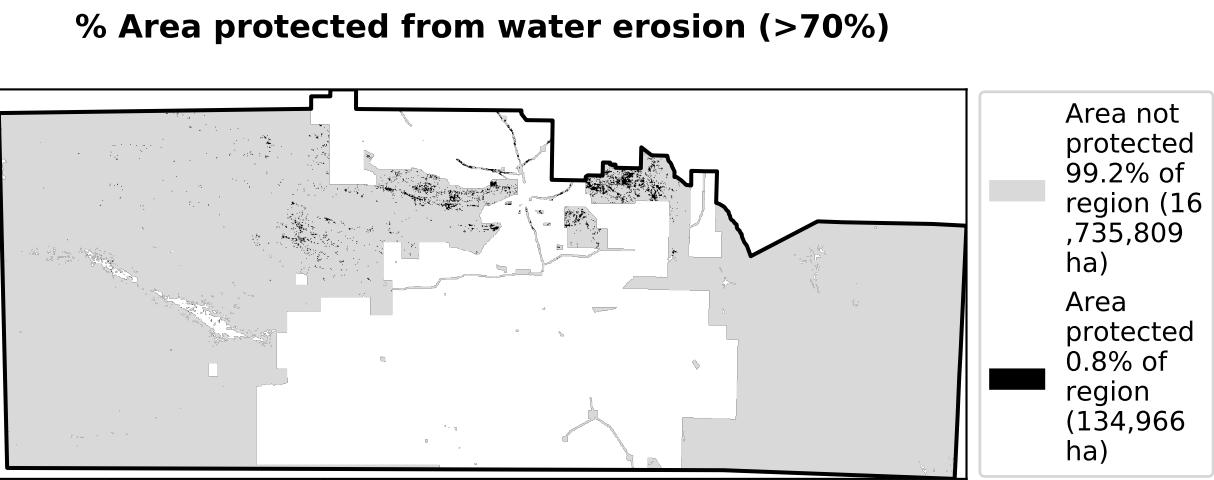 % Area protected from water erosion (>70%)
Area not
protected
99.2% of
region (16
,735,809
ha)
Area
protected
0.8% of
region
(134,966
ha)